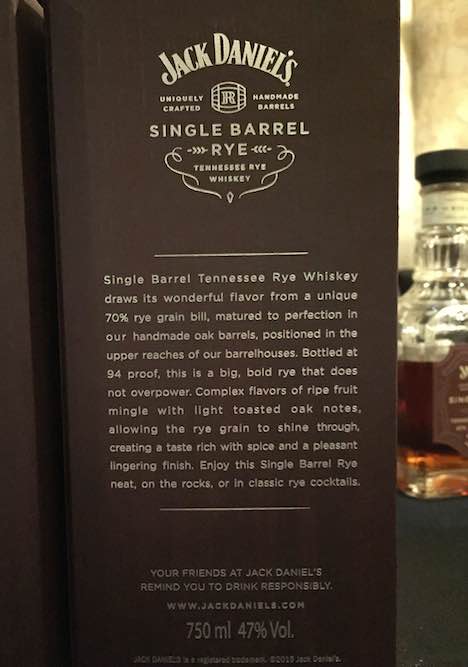 JACK DANIEL'S
UNIQUELY CRAFTED JR HANDMADE BARRELS
SINGLE BARREL
RYE
TENNESSEE RYE
WHISKEY
Single Barrel Tennessee Rye Whiskey
draws its wonderful flavor from a unique
70% rye grain bill, matured to perfection in
our handmade oak barrels, positioned in the
upper reaches of our barrelhouses. Bottled at
94 proof, this is a big, bold rye that does
not overpower. Complex flavors of ripe fruit
mingle with light toasted oak notes,
allowing the rye grain to shine through,
creating a taste rich with spice and a pleasant
lingering finish. Enjoy this Single Barrel Rye
neat, on the rocks, or in classic rye cocktails.
YOUR FRIENDS AT JACK DANIEL'S
REMIND YOU TO DRINK RESPONSIBLY.
WWW.JACKDANIELS.COM
750 ml 47% Vol.
JACK DANIEL'S is a registered trademark. ©2015 Jack Daniel's.